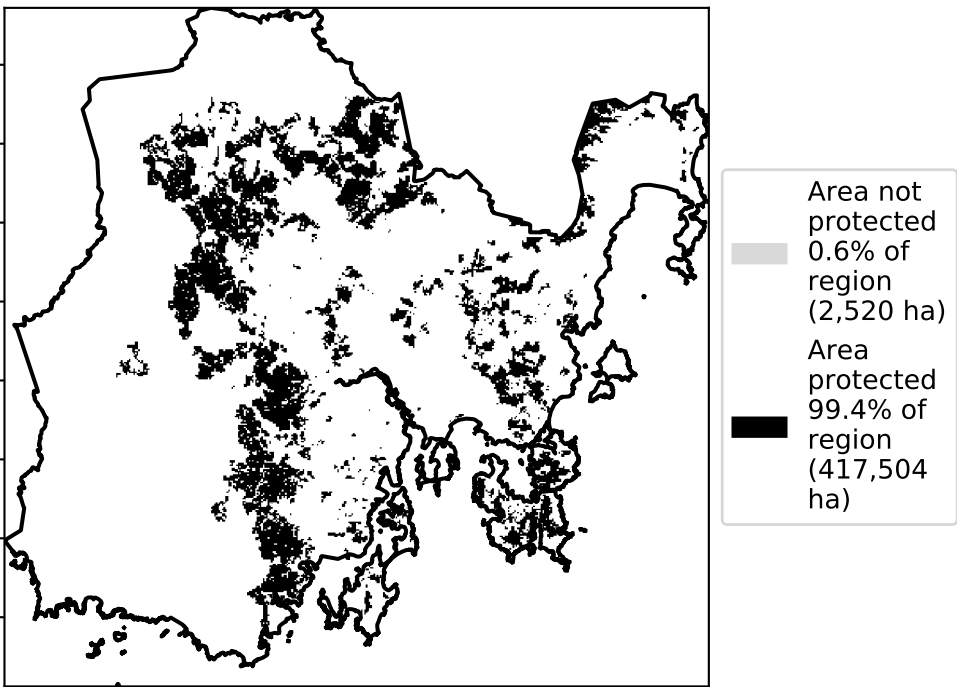 Area not
protected
0.6% of
region
(2,520 ha)
Area
protected
99.4% of
region
(417,504
ha)